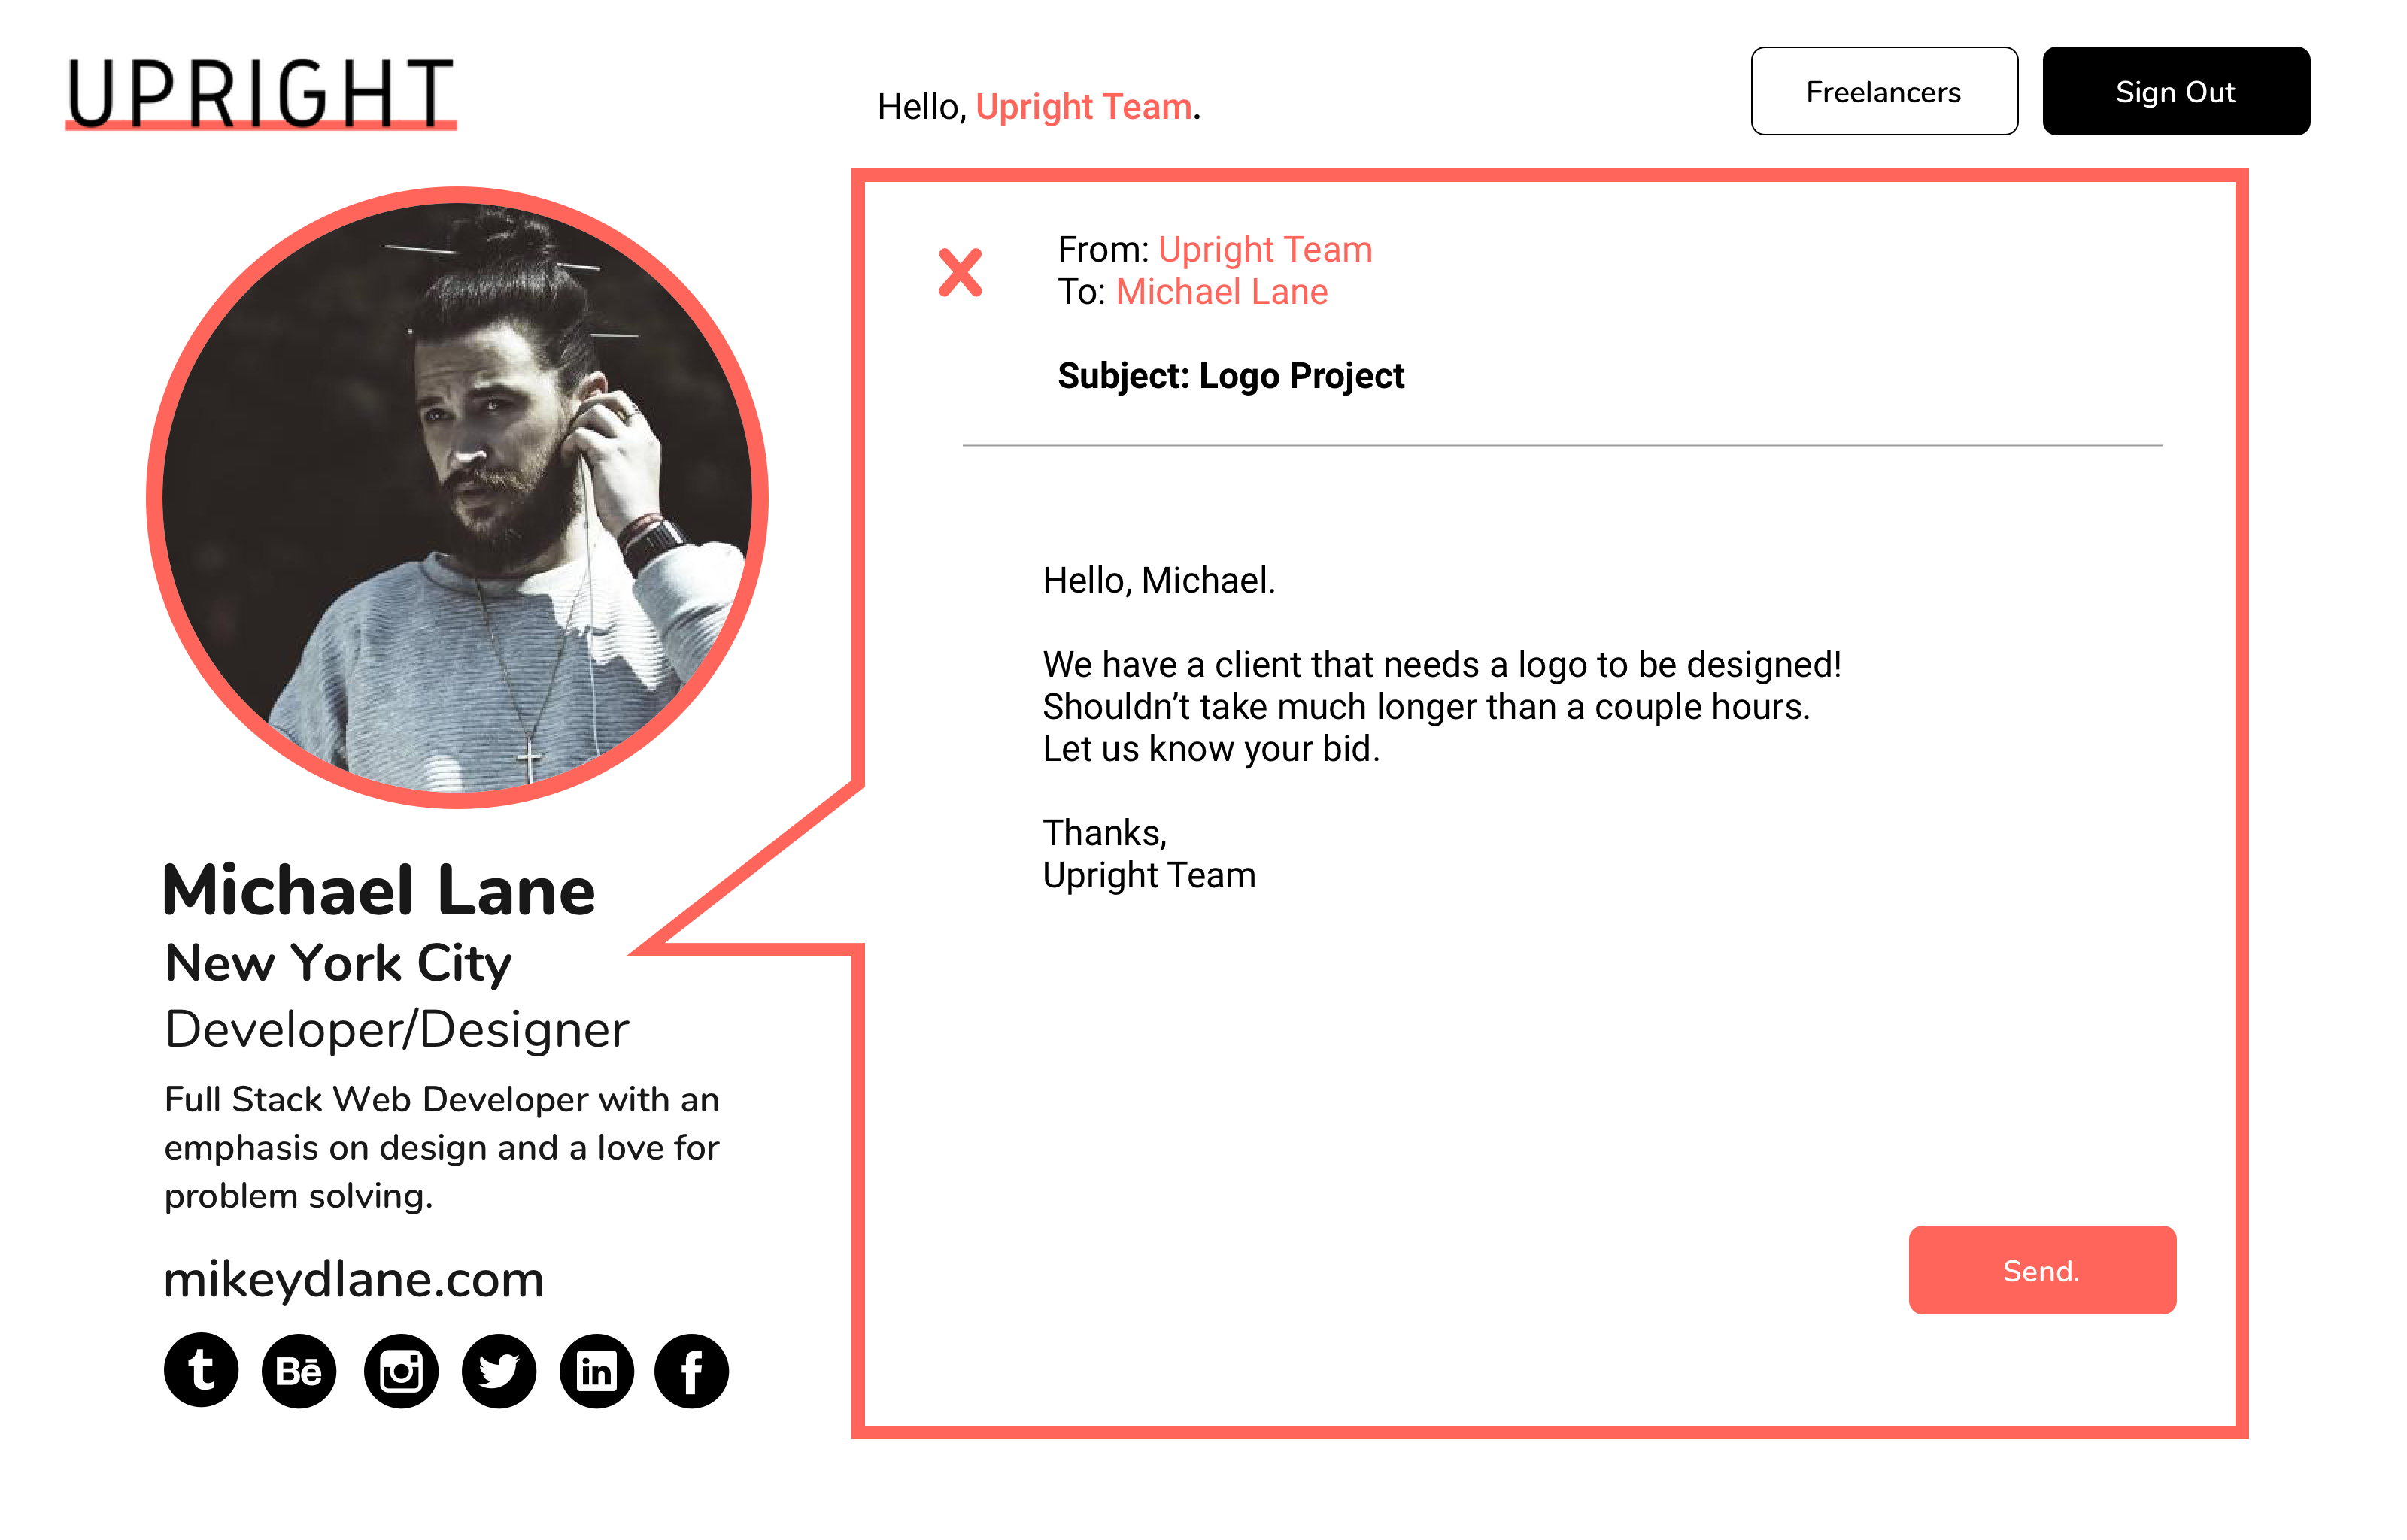 UPRIGHT
Hello, Upright Team.
Freelancers
Sign Out
From: Upright Team
To: Michael Lane
Subject: Logo Project
Hello, Michael.
We have a client that needs a logo to be designed!
Shouldn’t take much longer than a couple hours.
Let us know your bid.
Thanks,
Upright Team
Send.
Michael Lane
New York City
Developer/Designer
Full Stack Web Developer with an
emphasis on design and a love for
problem solving.
mikeydlane.com
t Bē in f